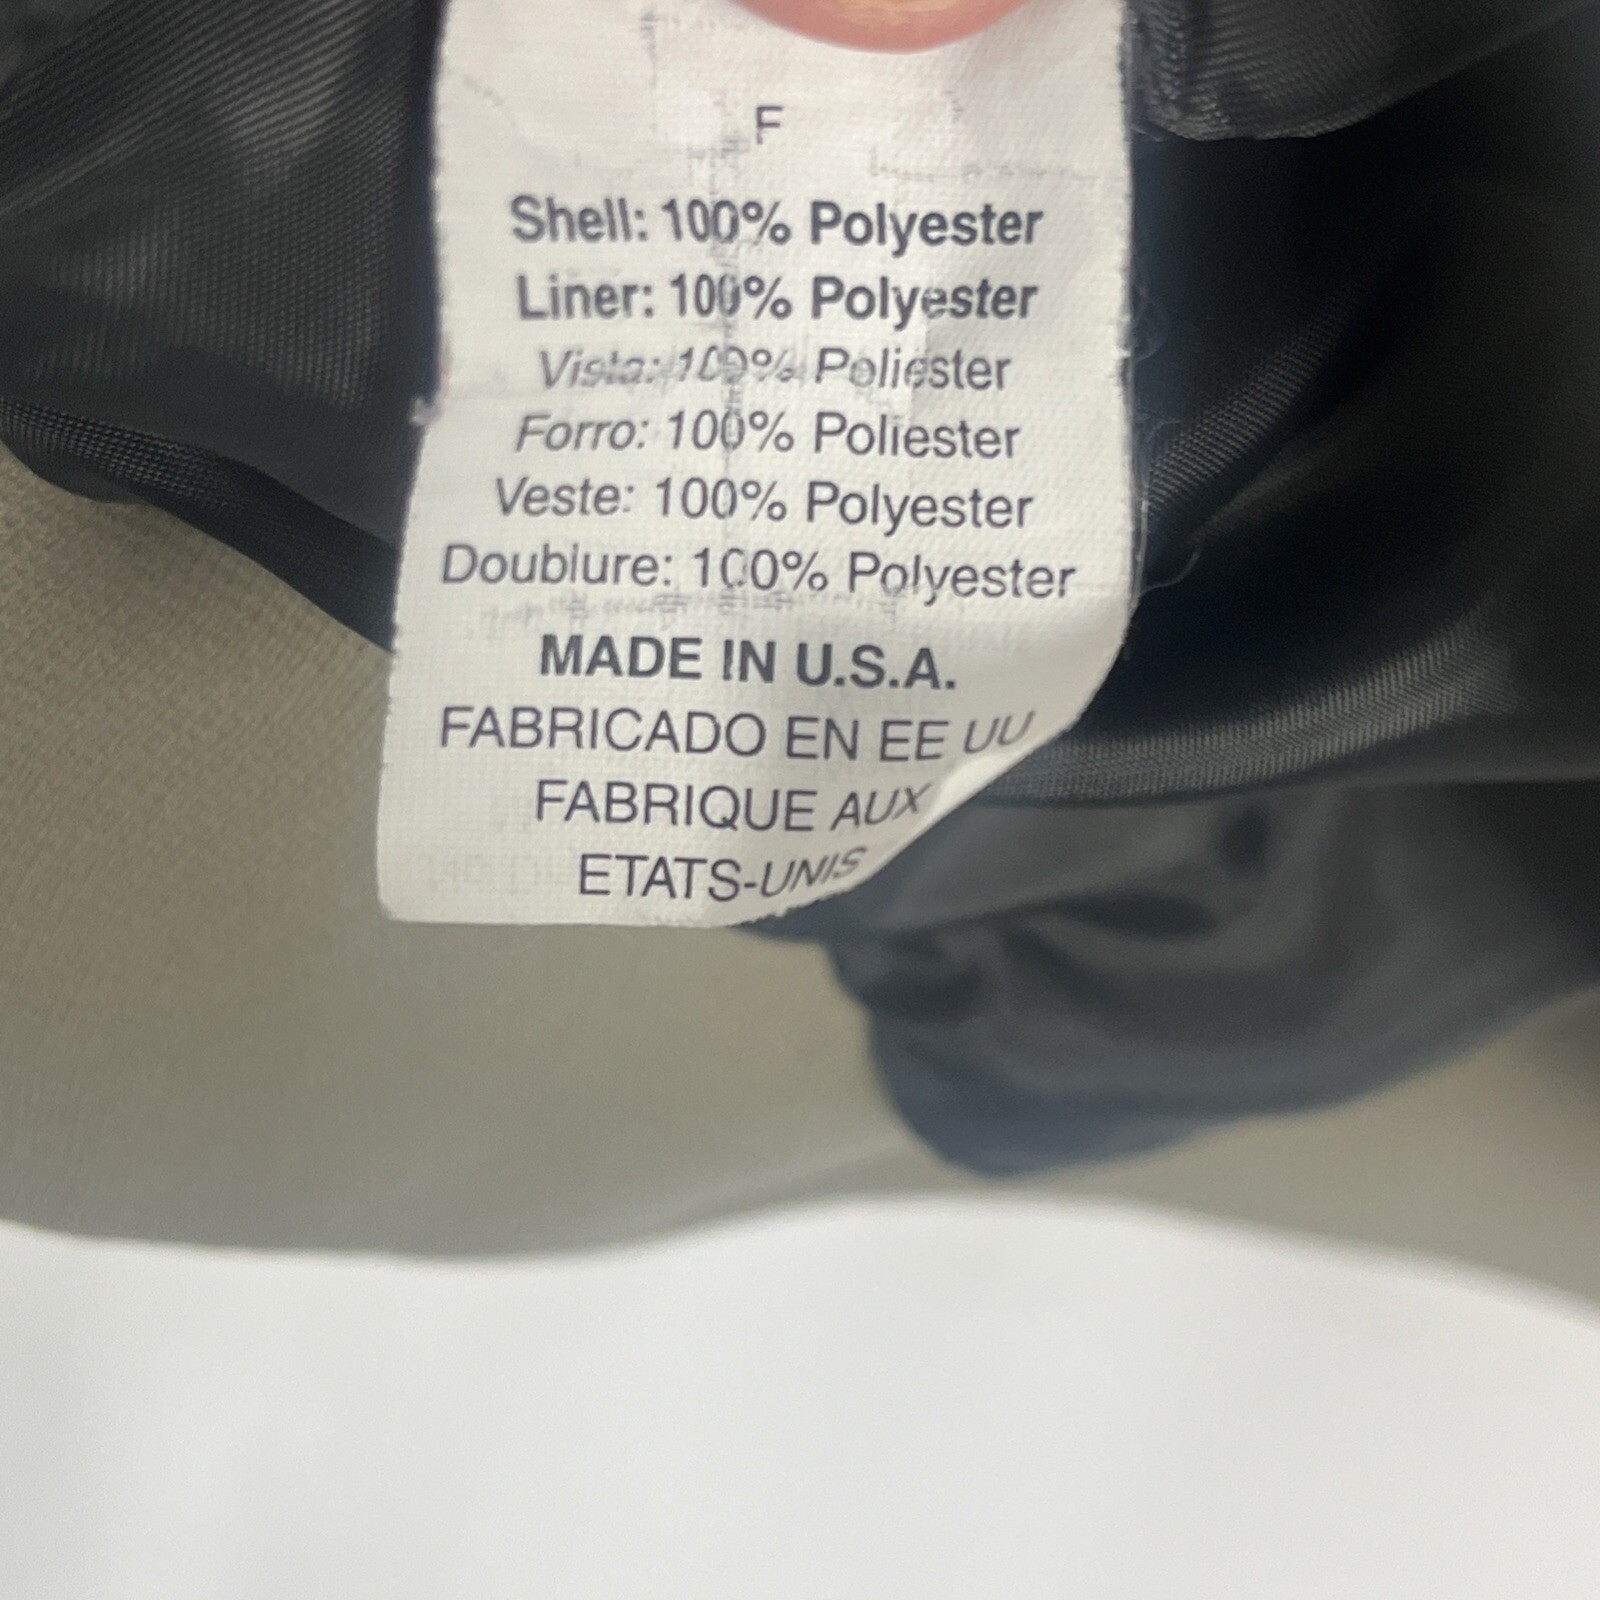 F
Shell: 100% Polyester
Liner: 100% Polyester
Vista: 100% Poliester
Forro: 100% Poliester
Veste: 100% Polyester
Doublure: 100% Polyester
MADE IN U.S.A.
FABRICADO EN EE UU
FABRIQUE AUX
ETATS-UNIS